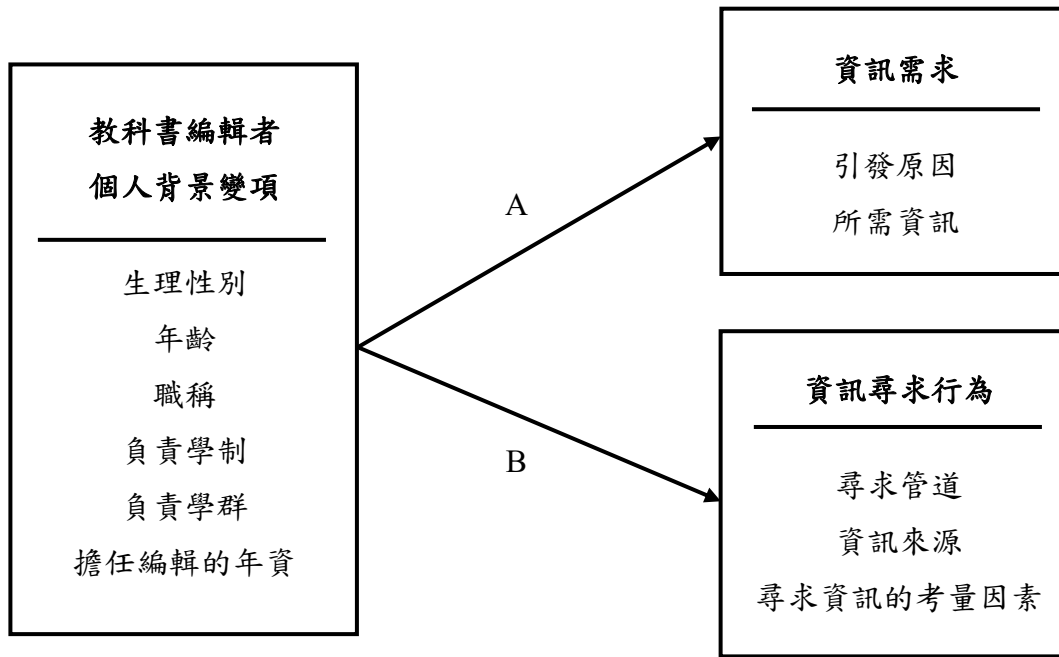 教科書編輯者
個人背景變項
生理性別
年齡
職稱
負責學制
負責學群
擔任編輯的年資
A
B
資訊需求
引發原因
所需資訊
資訊尋求行為
尋求管道
資訊來源
尋求資訊的考量因素